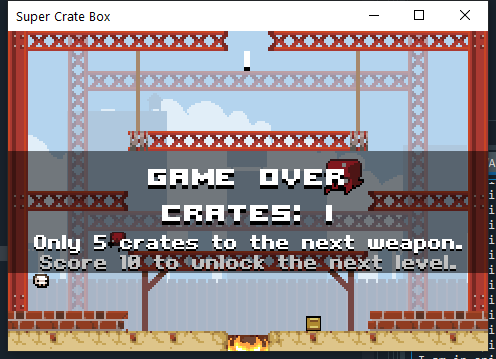 Super Crate Box
1
GAME OVER
CRATES: 1
Only 5 crates to the next weapon.
Score 10 to unlock the next level.